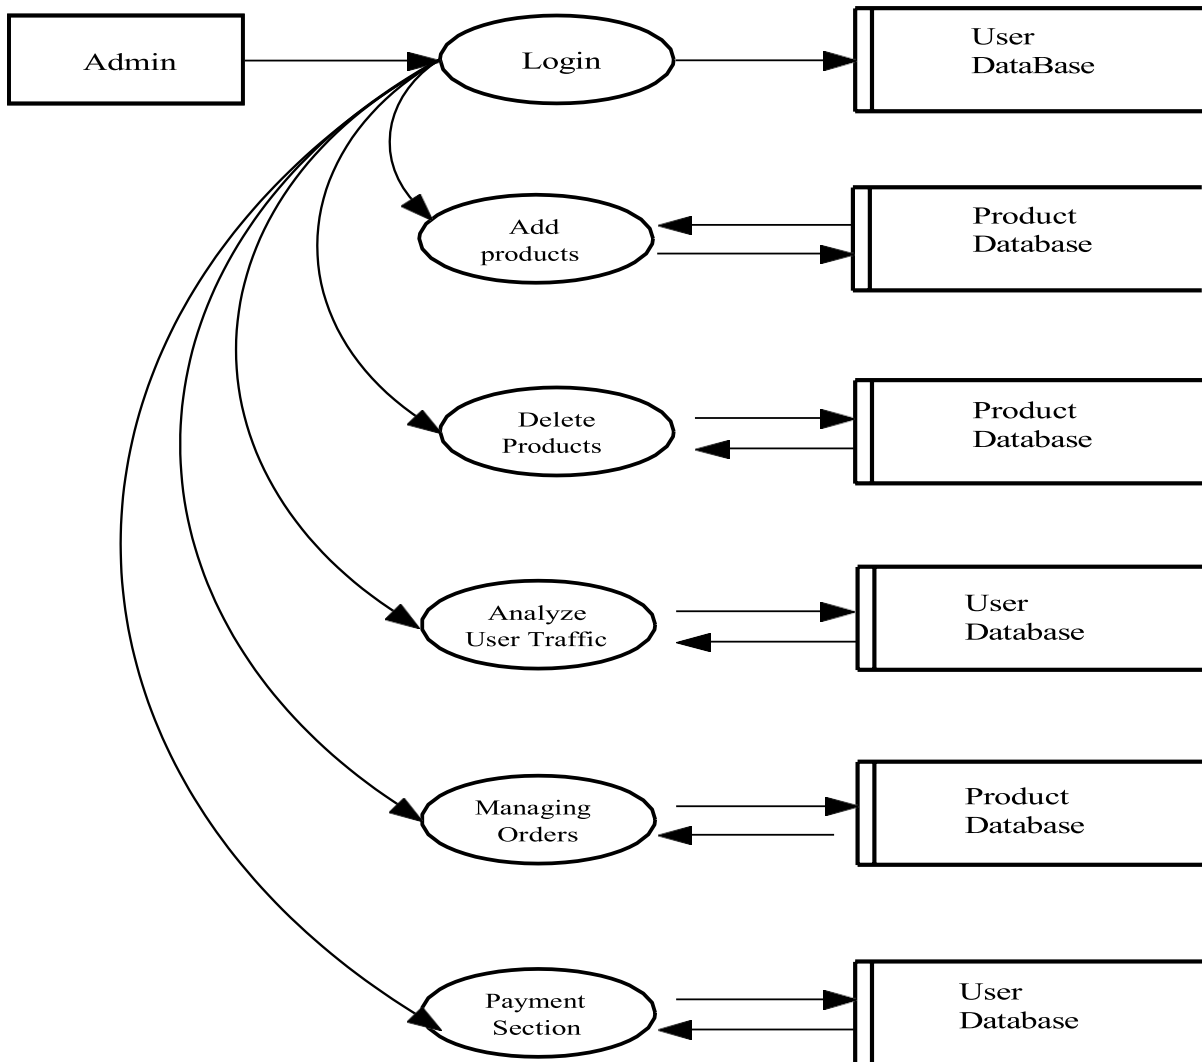 Admin
Login
User
DataBase
Add
products
Product
Database
Delete
Products
Product
Database
Analyze
User Traffic
User
Database
Managing
Orders
Product
Database
Payment
Section
User
Database